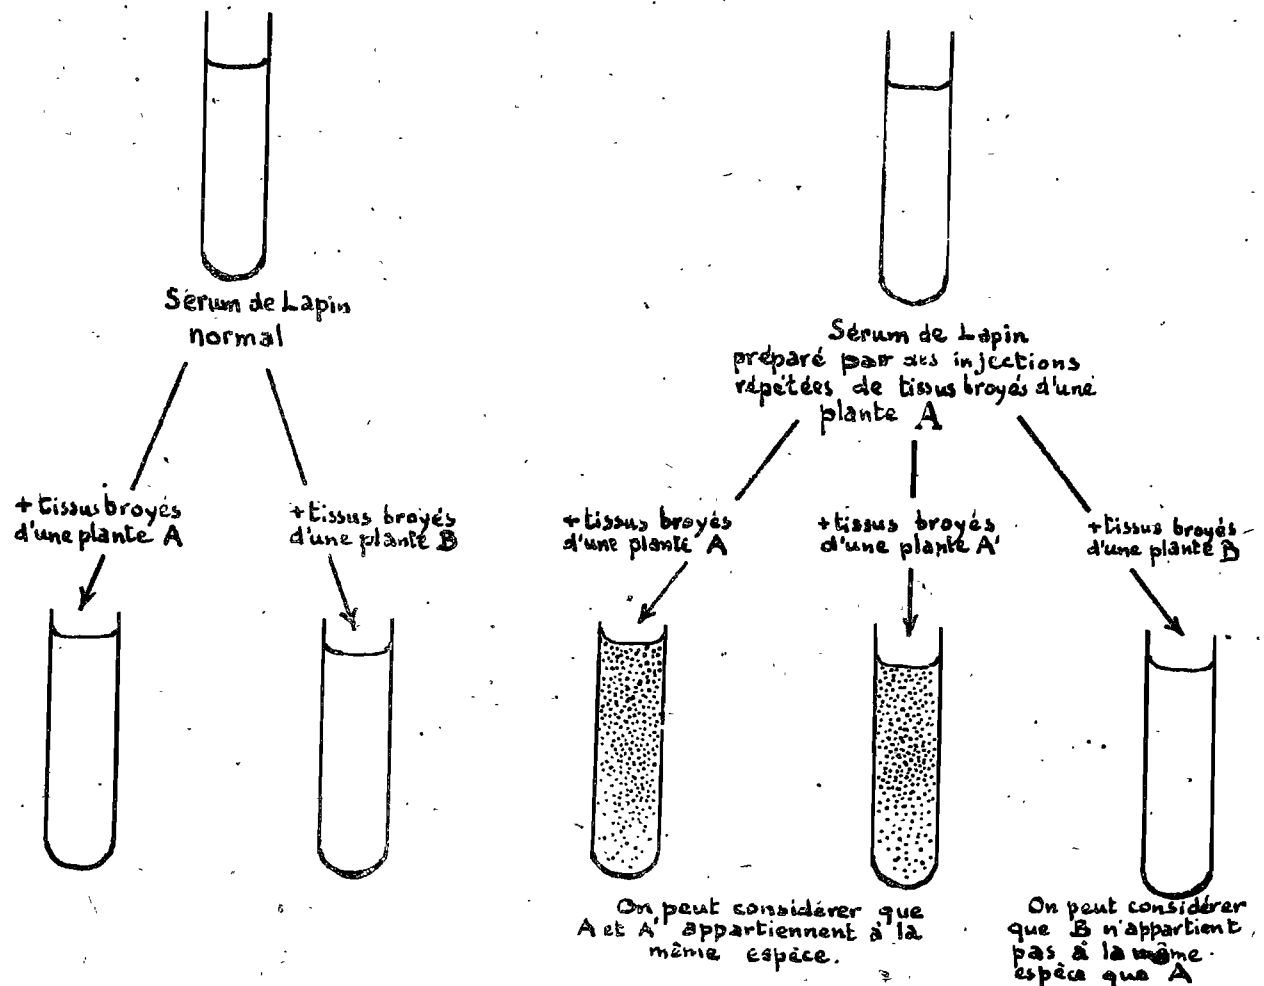 Sérum de Lapin
normal
+ tissus broyés
d'une plante A
+ tissus broyés
d'une plante B
Sérum de Lapin
préparé par des injections
répétées de tissus broyés d'une
plante A
+ tissus broyés
d'une plante A
+ tissus broyés
d'une plante A'
+ tissus broyés
d'une plante B
On peut considérer que
A et A' appartiennent à la
même espèce.
On peut considérer
que B n'appartient
pas à la même
espèce que A